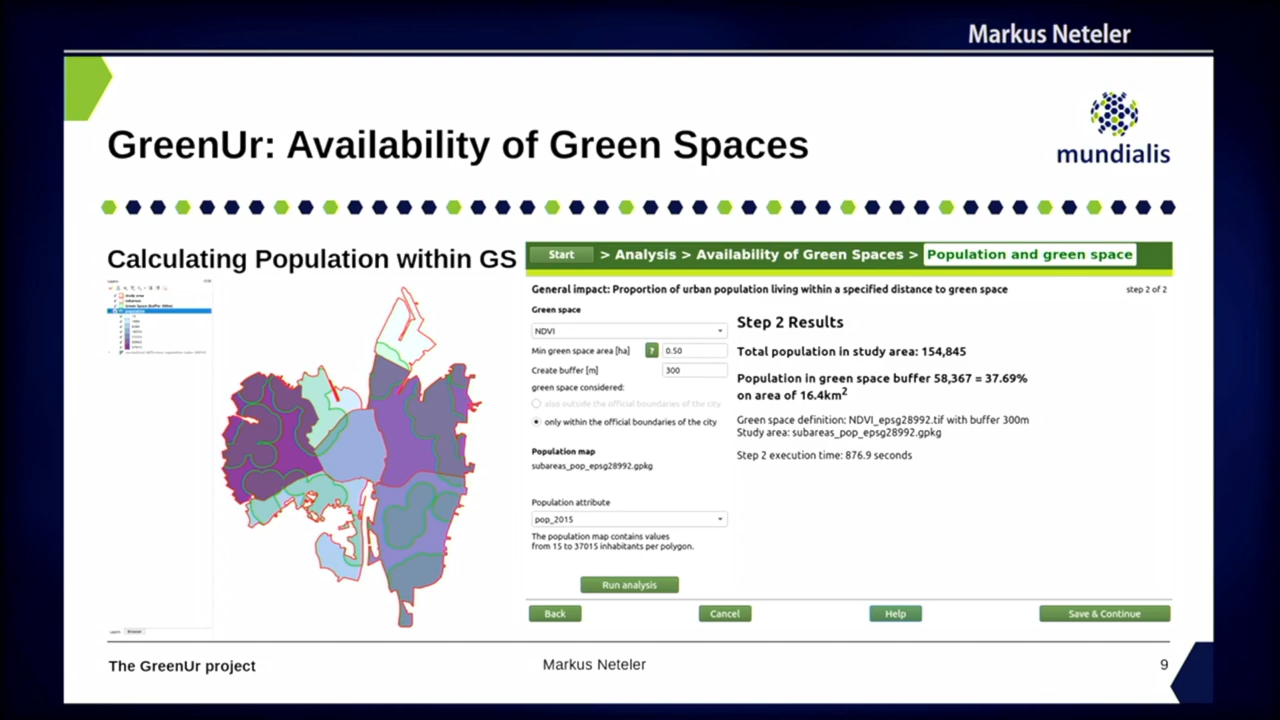 Markus Neteler
GreenUr: Availability of Green Spaces
mundialis
Calculating Population within GS
Start > Analysis > Availability of Green Spaces > Population and green space
General impact: Proportion of urban population living within a specified distance to green space
step 2 of 2
Green space
NDVI
Min green space area [ha] ? 0.50
Create buffer [m] 300
green space considered:
also outside the official boundaries of the city
only within the official boundaries of the city
Population map
subareas_pop_epsg28992.gpkg
Population attribute
pop_2015
The population map contains values
from 15 to 37015 inhabitants per polygon.
Run analysis
Step 2 Results
Total population in study area: 154,845
Population in green space buffer 58,367 = 37.69%
on area of 16.4km2
Green space definition: NDVI_epsg28992.tif with buffer 300m
Study area: subareas_pop_epsg28992.gpkg
Step 2 execution time: 876.9 seconds
Back
Cancel
Help
Save & Continue
The GreenUr project
Markus Neteler
9